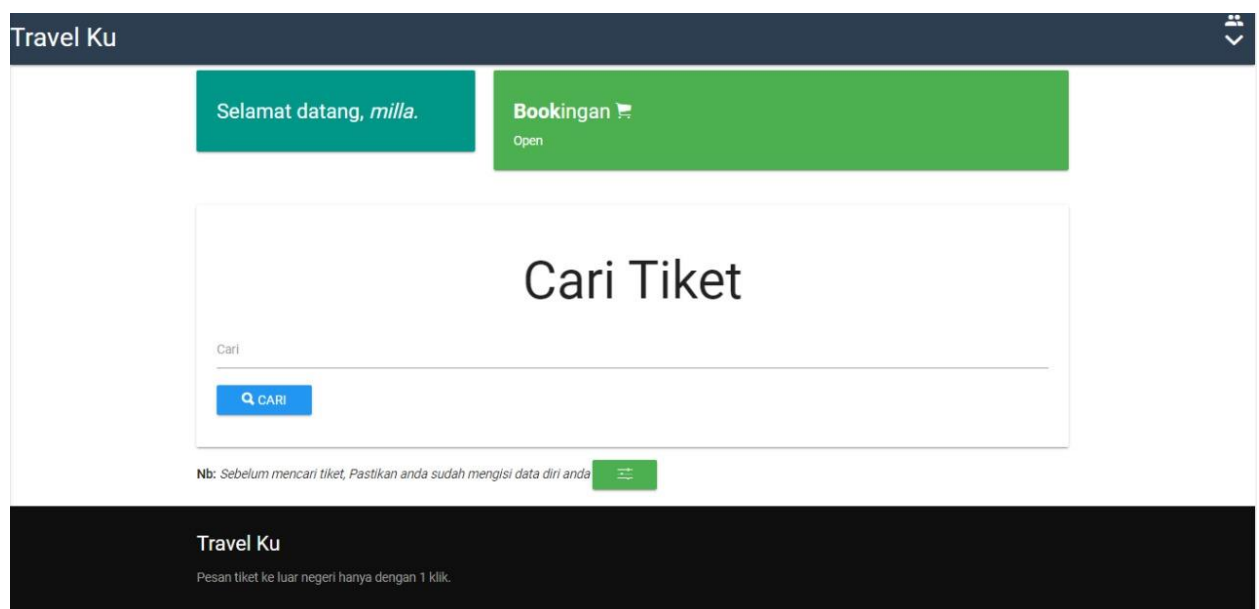 Travel Ku
Selamat datang, milla.
Bookingan
Open
Cari Tiket
Cari
CARI
Nb: Sebelum mencari tiket, Pastikan anda sudah mengisi data diri anda
Travel Ku
Pesan tiket ke luar negeri hanya dengan 1 klik.